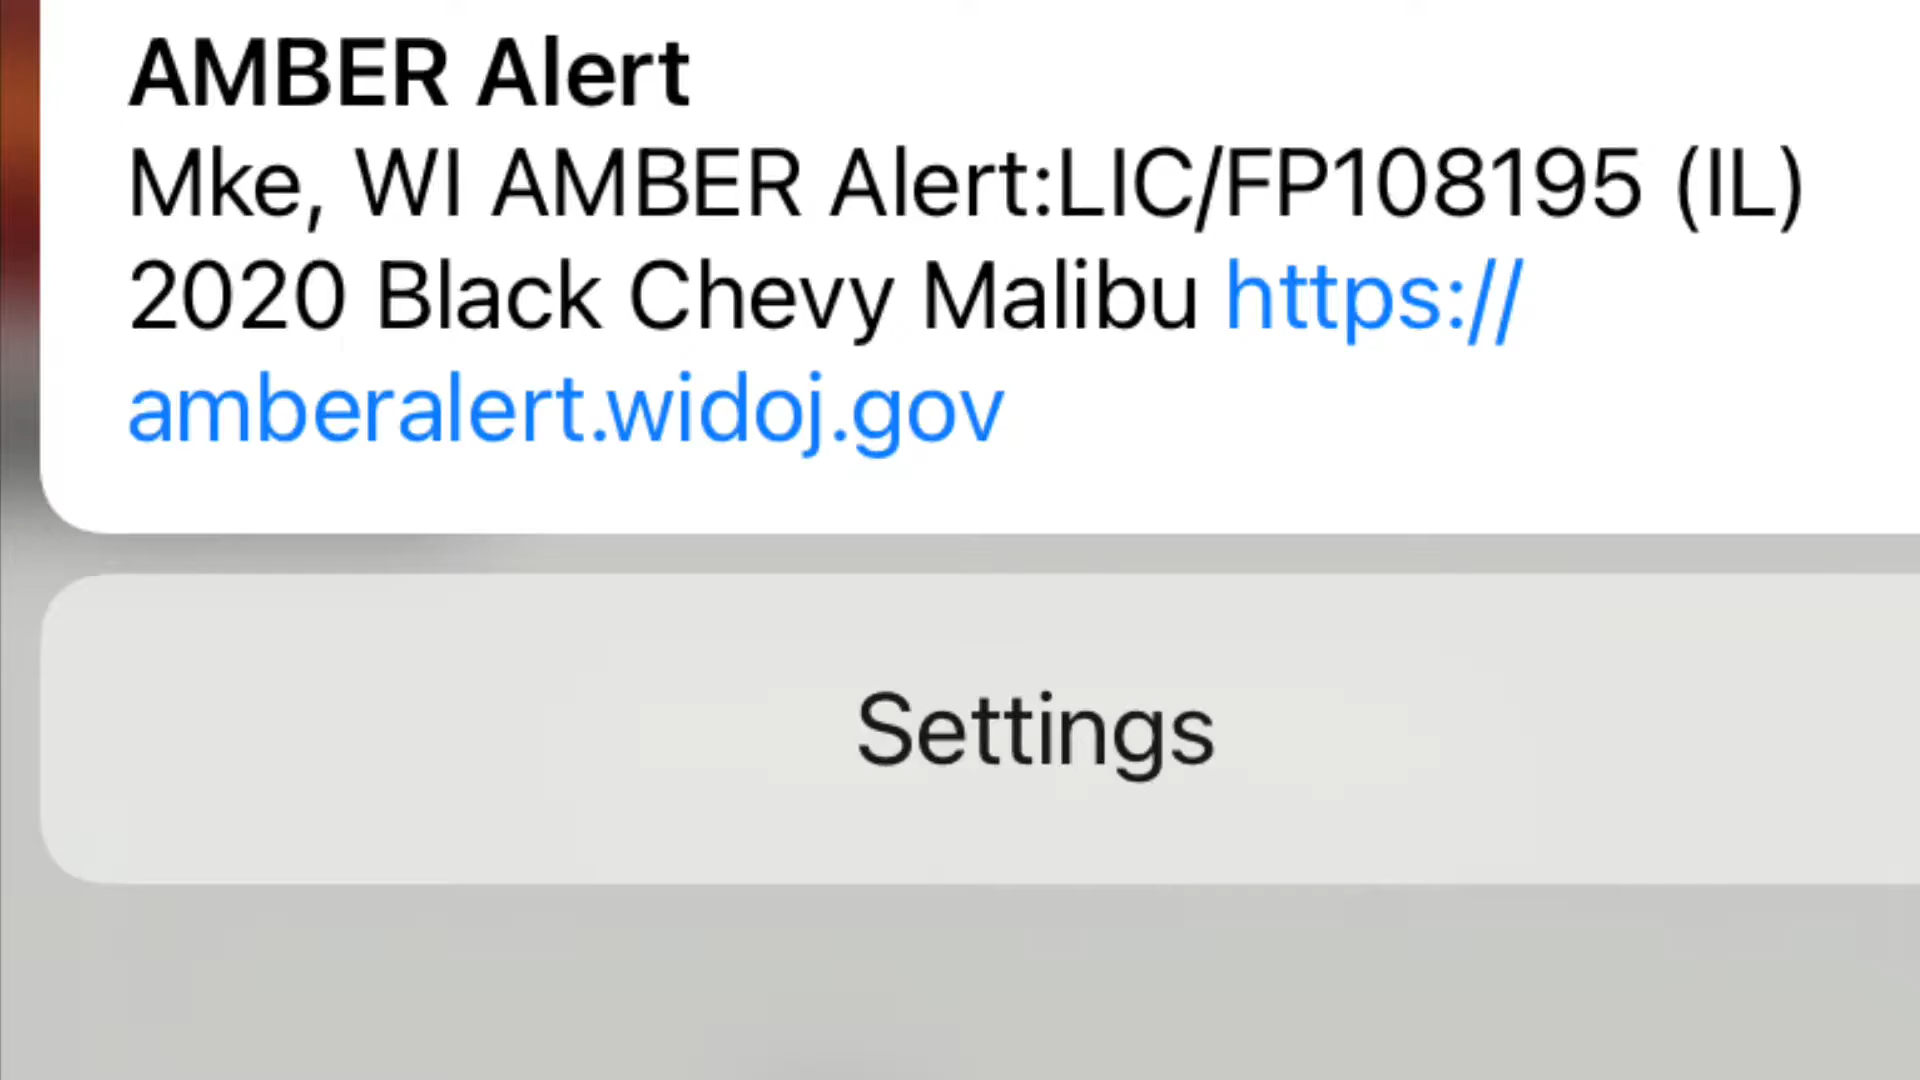 AMBER Alert
Mke, WI AMBER Alert:LIC/FP108195 (IL)
2020 Black Chevy Malibu https://
amberalert.widoj.gov
Settings